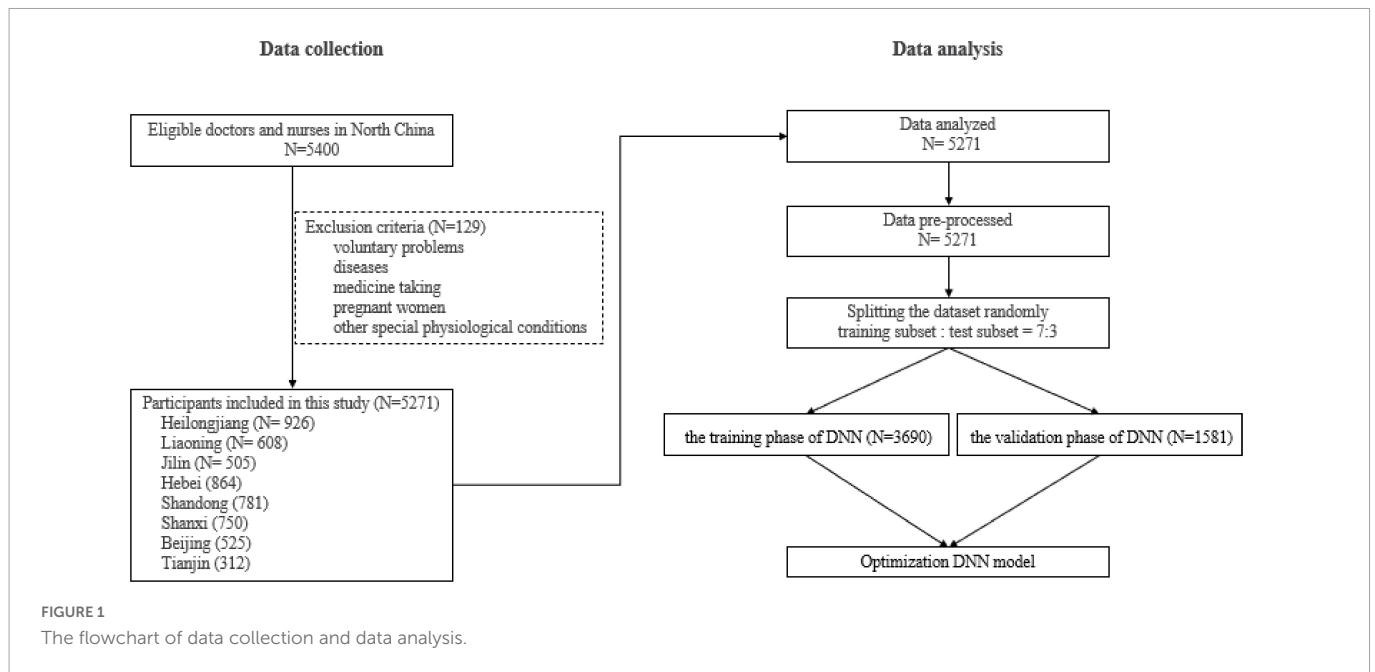 Data collection
Eligible doctors and nurses in North China
N=5400
Exclusion criteria (N=129)
voluntary problems
diseases
medicine taking
pregnant women
other special physiological conditions
Participants included in this study (N=5271)
Heilongjiang (N= 926)
Liaoning (N= 608)
Jilin (N= 505)
Hebei (864)
Shandong (781)
Shanxi (750)
Beijing (525)
Tianjin (312)
Data analysis
Data analyzed
N= 5271
Data pre-processed
N= 5271
Splitting the dataset randomly
training subset : test subset = 7:3
the training phase of DNN (N=3690)
the validation phase of DNN (N=1581)
Optimization DNN model
FIGURE 1
The flowchart of data collection and data analysis.